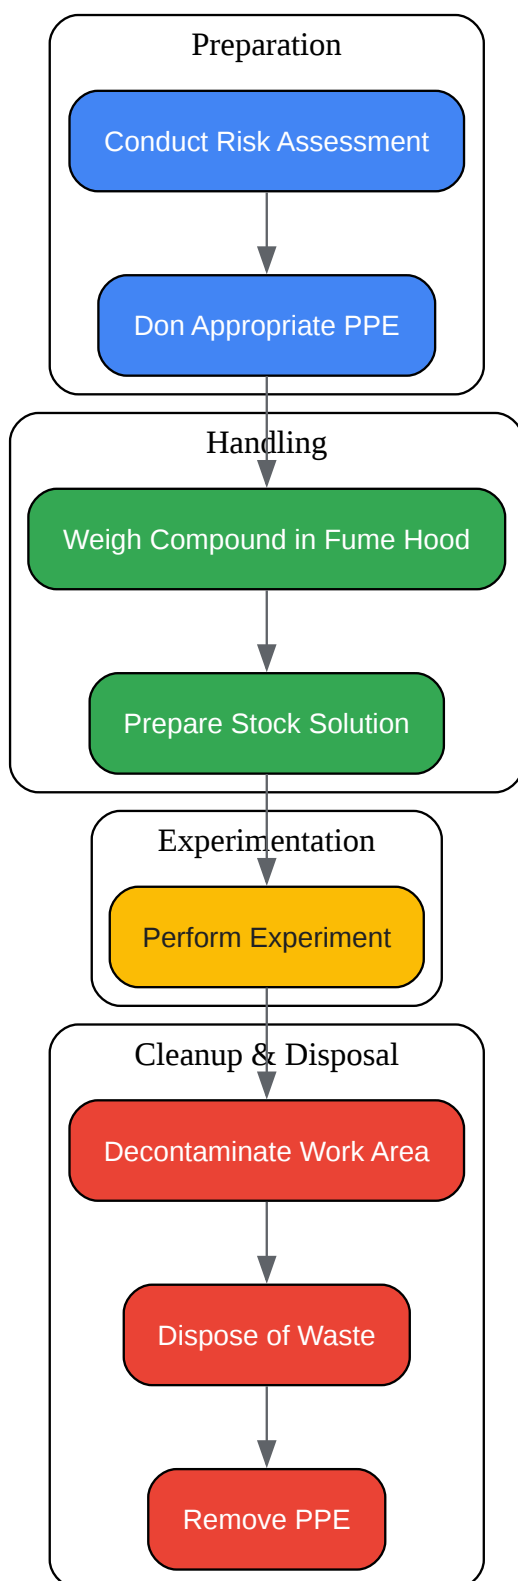 Preparation
Conduct Risk Assessment
Don Appropriate PPE
Handling
Weigh Compound in Fume Hood
Prepare Stock Solution
Experimentation
Perform Experiment
Cleanup & Disposal
Decontaminate Work Area
Dispose of Waste
Remove PPE